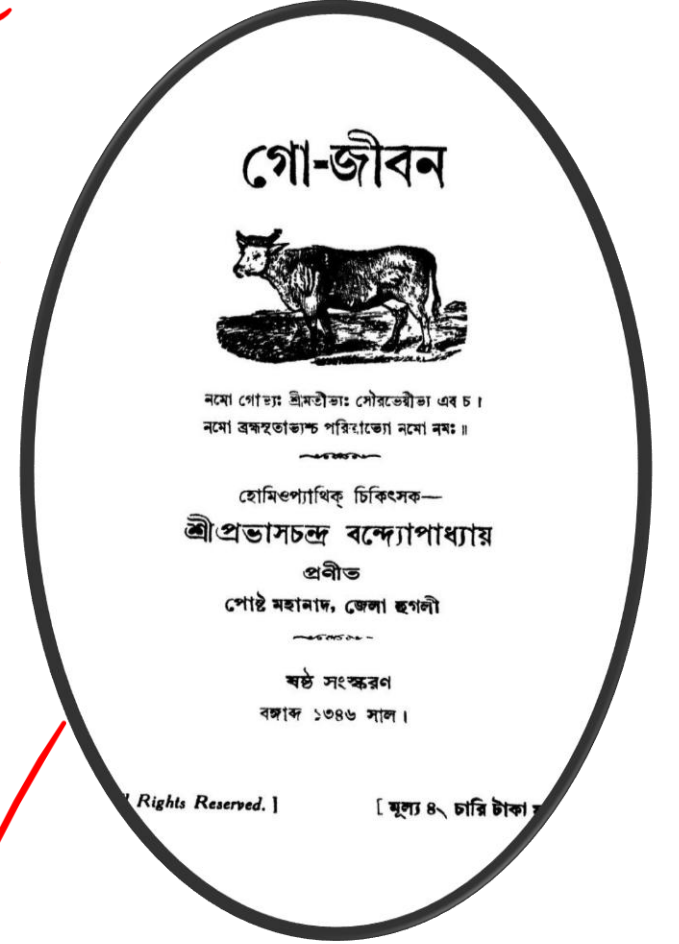 গো-জীবন
নমো গোভ্যঃ শ্রীমতীভ্যঃ সৌরভেয়ীভ্য এব চ।
নমো ব্রহ্মসুতাভ্যশ্চ পবিত্রাভ্যো নমো নমঃ॥
হোমিওপ্যাথিক্ চিকিৎসক—
শ্রীপ্রভাসচন্দ্র বন্দ্যোপাধ্যায়
প্রণীত
পোষ্ট মহানাদ, জেলা হুগলী
ষষ্ঠ সংস্করণ
বঙ্গাব্দ ১৩৪৬ সাল।
Rights Reserved. ] [ মূল্য ৪৲ চারি টাকা